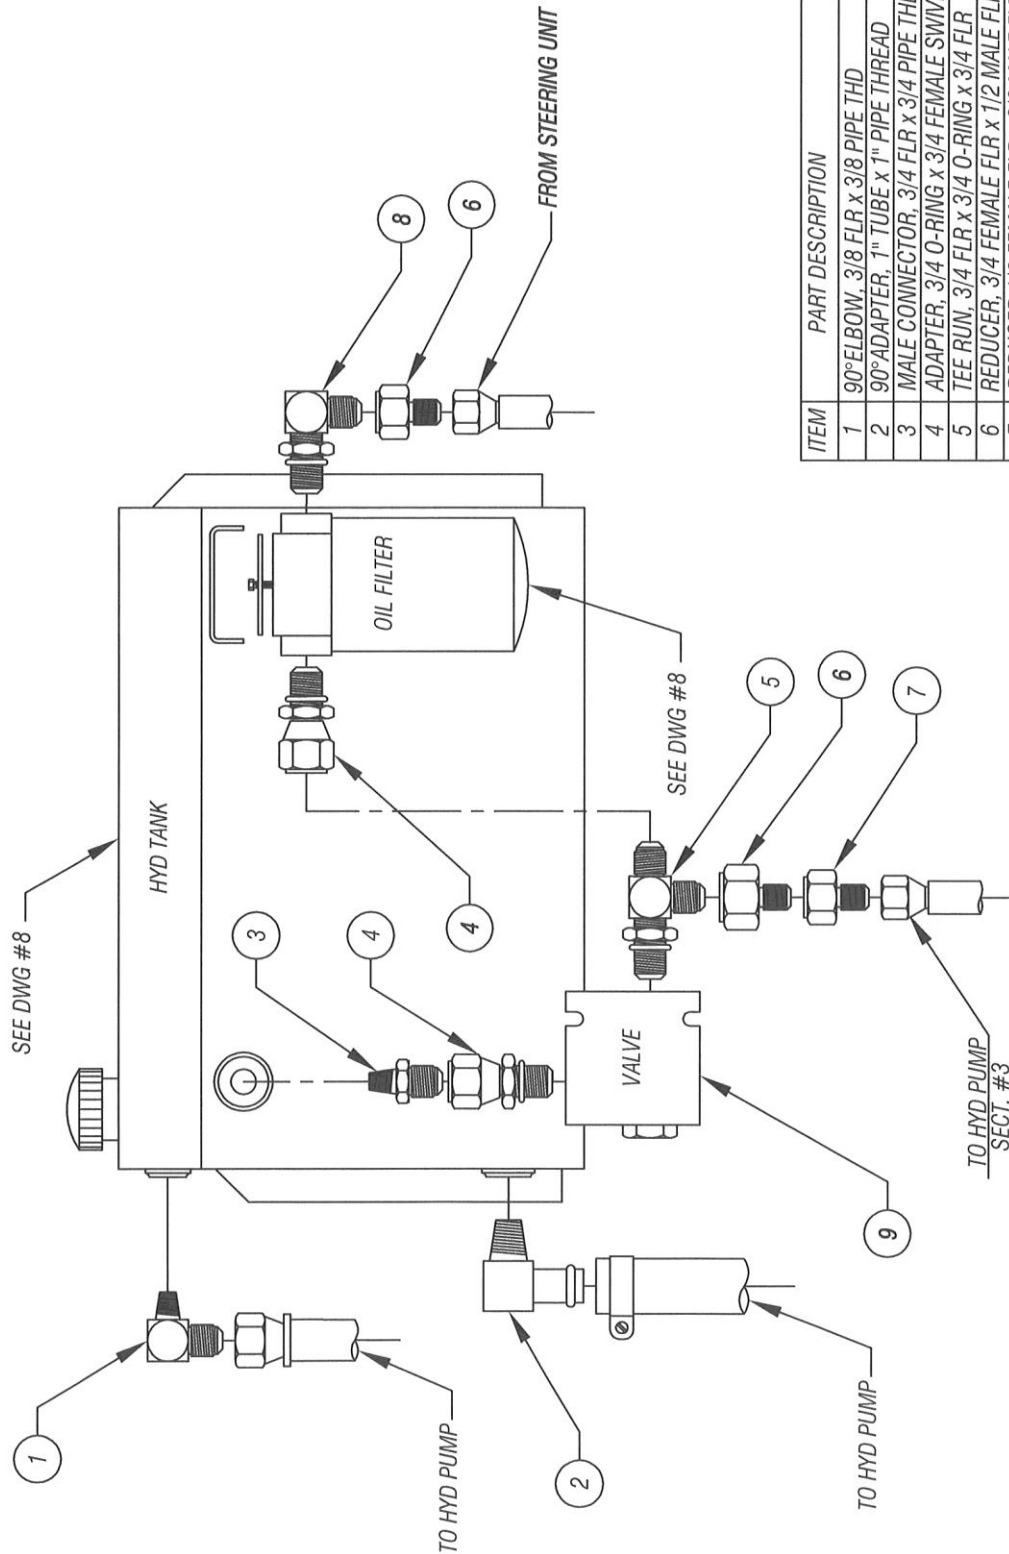 SEE DWG #8
HYD TANK
1
TO HYD PUMP
2
TO HYD PUMP
3
4
4
OIL FILTER
SEE DWG #8
8
6
FROM STEERING UNIT
VALVE
9
5
6
7
TO HYD PUMP
SECT. #3
ITEM PART DESCRIPTION
1 90°ELBOW, 3/8 FLR x 3/8 PIPE THD
2 90°ADAPTER, 1" TUBE x 1" PIPE THREAD
3 MALE CONNECTOR, 3/4 FLR x 3/4 PIPE
4 ADAPTER, 3/4 O-RING x 3/4 FEMALE
5 TEE RUN, 3/4 FLR x 3/4 O-RING x 3/4 FLR
6 REDUCER, 3/4 FEMALE FLR x 1/2 MALE